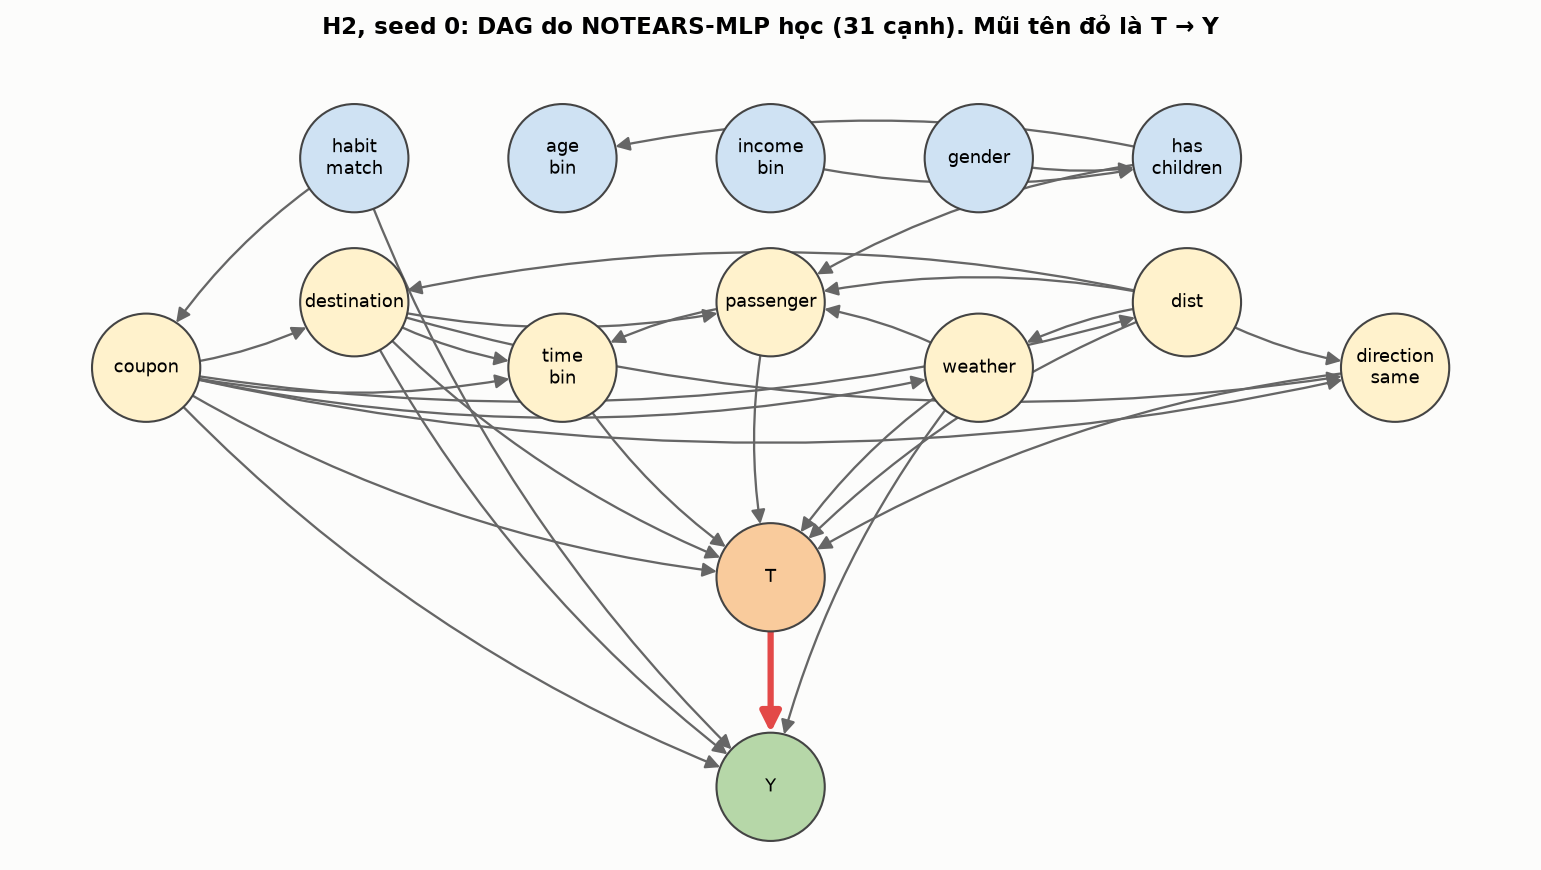 H2, seed 0: DAG do NOTEARS-MLP học (31 cạnh). Mũi tên đỏ là T → Y
habit
match
age
bin
income
bin
gender
has
children
destination
passenger
dist
coupon
time
bin
weather
direction
same
T
Y